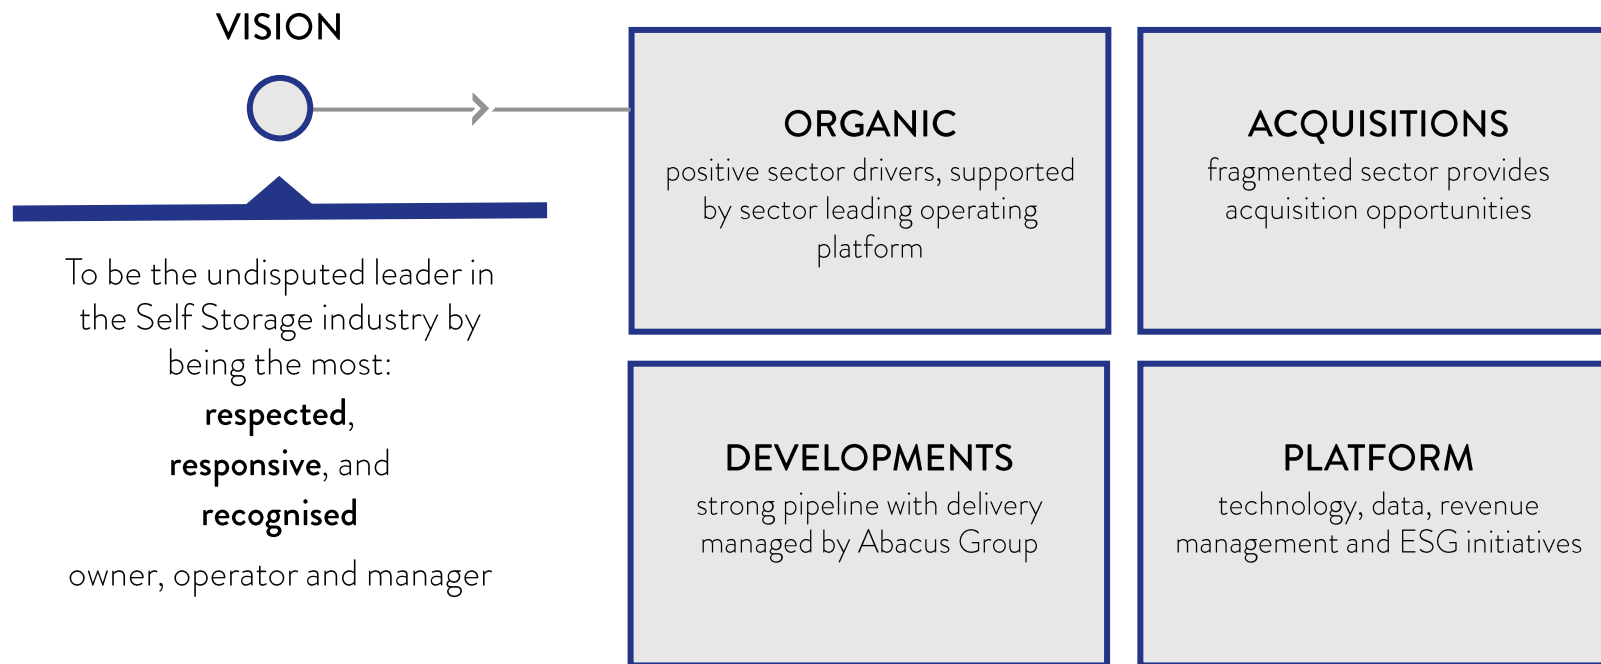 VISION
To be the undisputed leader in
the Self Storage industry by
being the most:
respected,
responsive, and
recognised
owner, operator and manager
ORGANIC
positive sector drivers, supported
by sector leading operating
platform
ACQUISITIONS
fragmented sector provides
acquisition opportunities
DEVELOPMENTS
strong pipeline with delivery
managed by Abacus Group
PLATFORM
technology, data, revenue
management and ESG initiatives